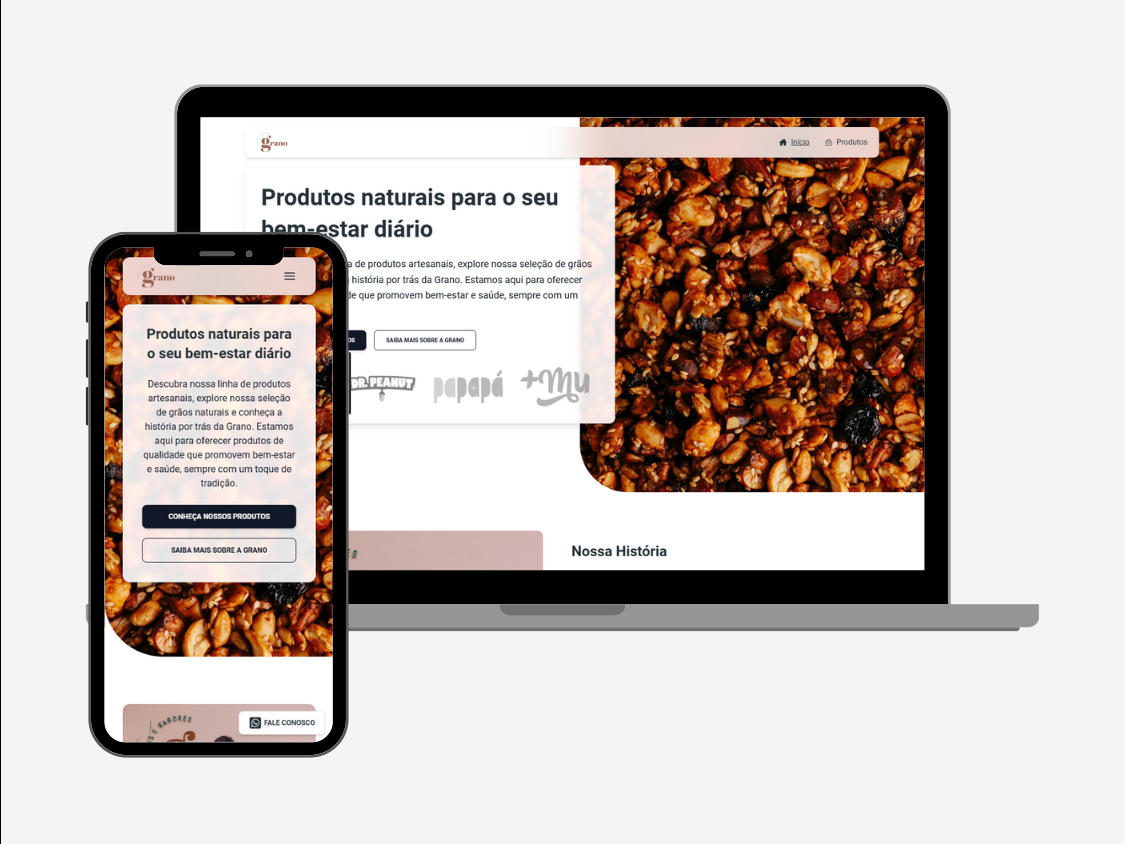 grano
Início
Produtos
Produtos naturais para o seu
bem-estar diário
de produtos artesanais, explore nossa seleção de grãos
história por trás da Grano. Estamos aqui para oferecer
de que promovem bem-estar e saúde, sempre com um
SAIBA MAIS SOBRE A GRANO
DR. PEANUT
papapá
+Mu
Nossa História
grano
Produtos naturais para
o seu bem-estar diário
Descubra nossa linha de produtos
artesanais, explore nossa seleção
de grãos naturais e conheça a
história por trás da Grano. Estamos
aqui para oferecer produtos de
qualidade que promovem bem-estar
e saúde, sempre com um toque de
tradição.
CONHEÇA NOSSOS PRODUTOS
SAIBA MAIS SOBRE A GRANO
E SABORES
FALE CONOSCO